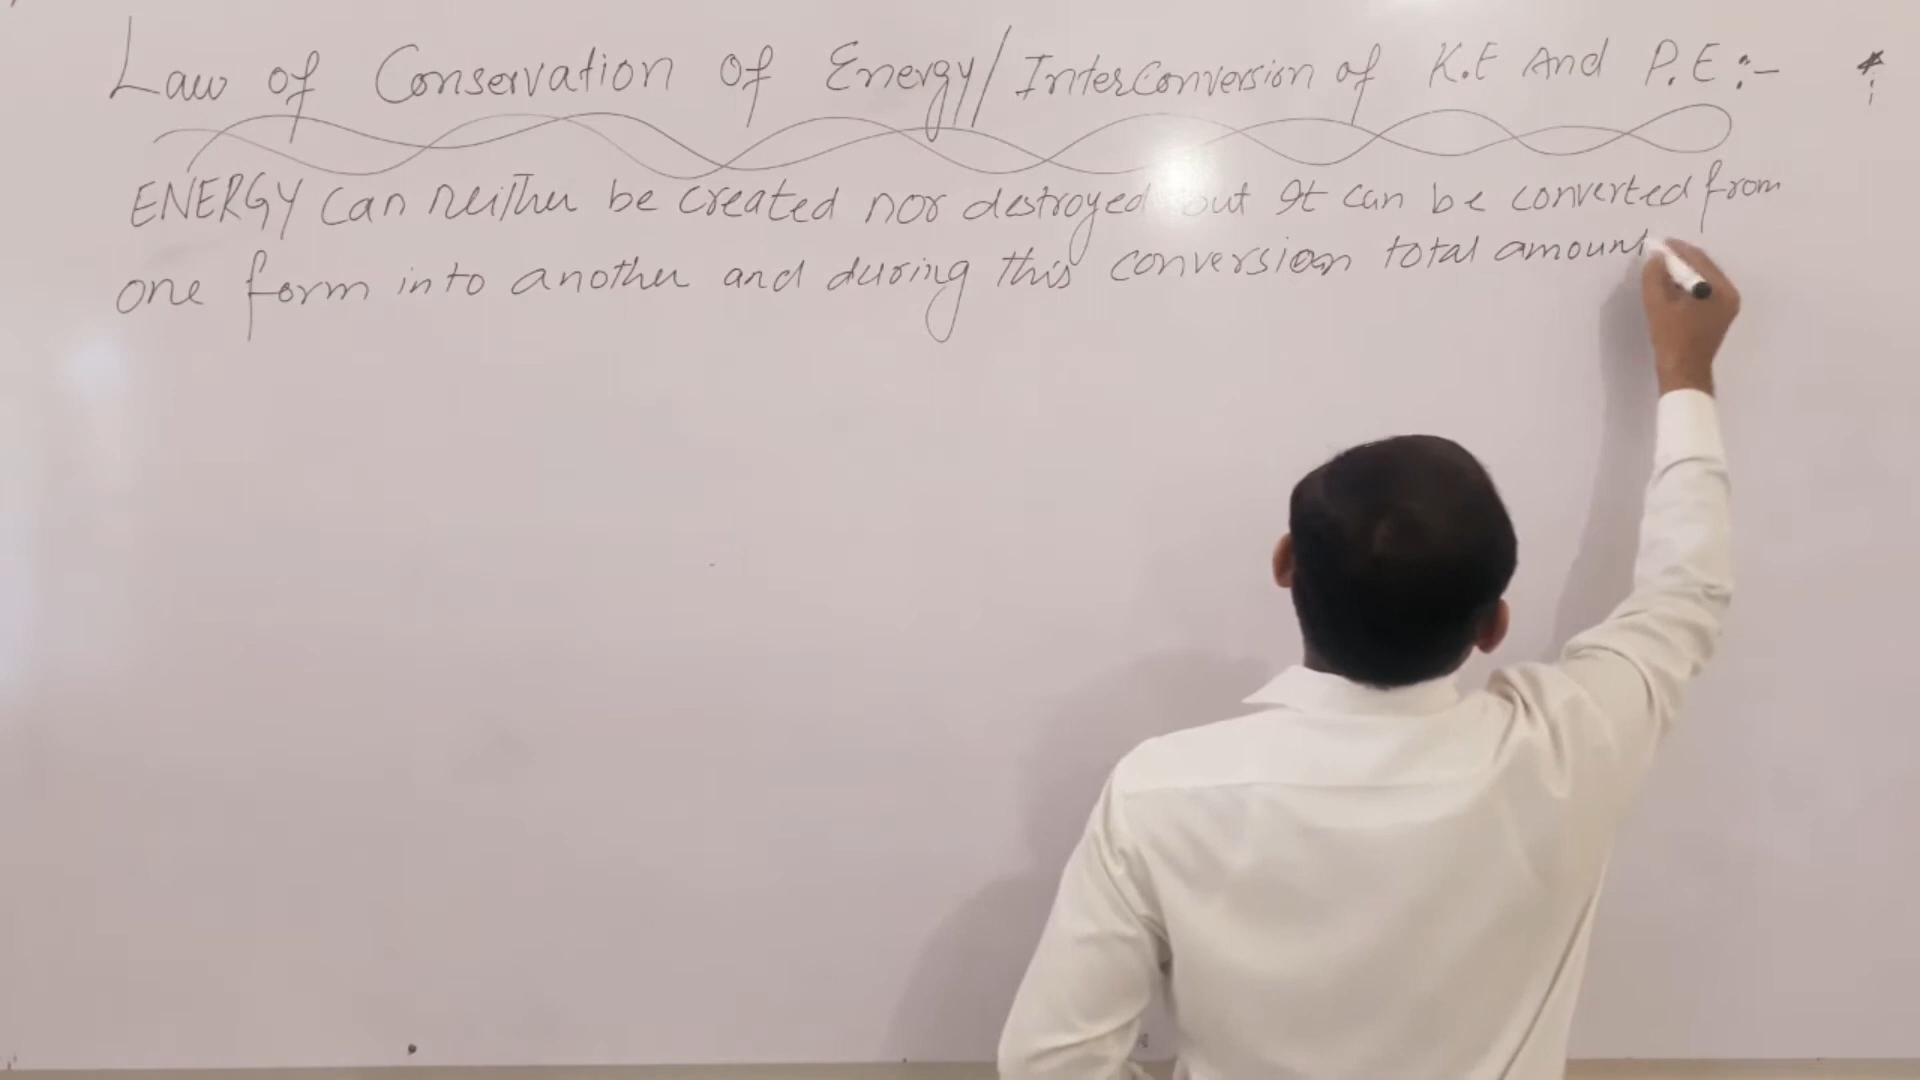 Law of Conservation Of Energy/InterConversion of K.E And P.E:-
ENERGY can neither be created nor destroyed but It can be converted from
one form into another and during this conversion total amount